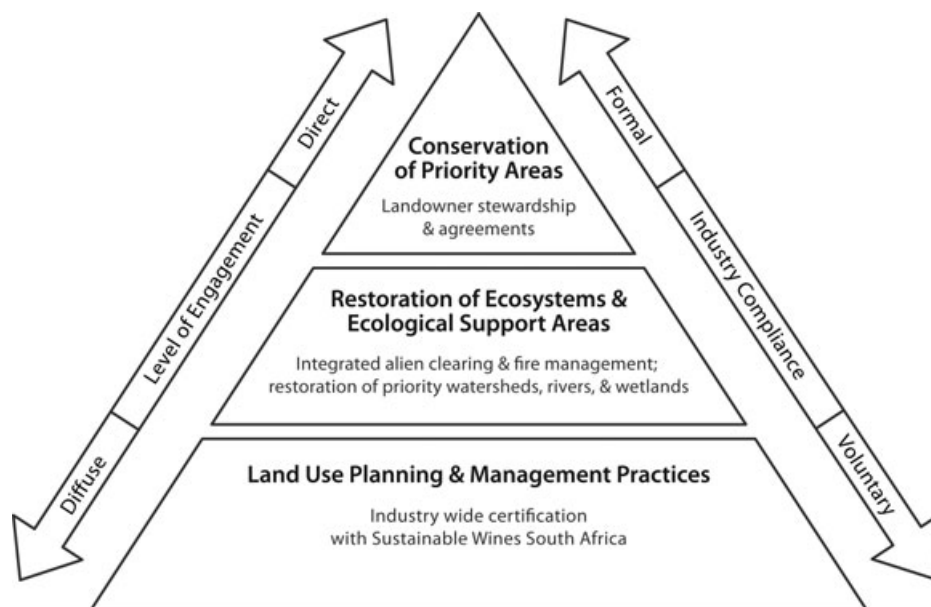 Direct
Level of Engagement
Diffuse
Formal
Industry Compliance
Voluntary
Conservation
of Priority Areas
Landowner stewardship
& agreements
Restoration of Ecosystems &
Ecological Support Areas
Integrated alien clearing & fire management;
restoration of priority watersheds, rivers, & wetlands
Land Use Planning & Management Practices
Industry wide certification
with Sustainable Wines South Africa